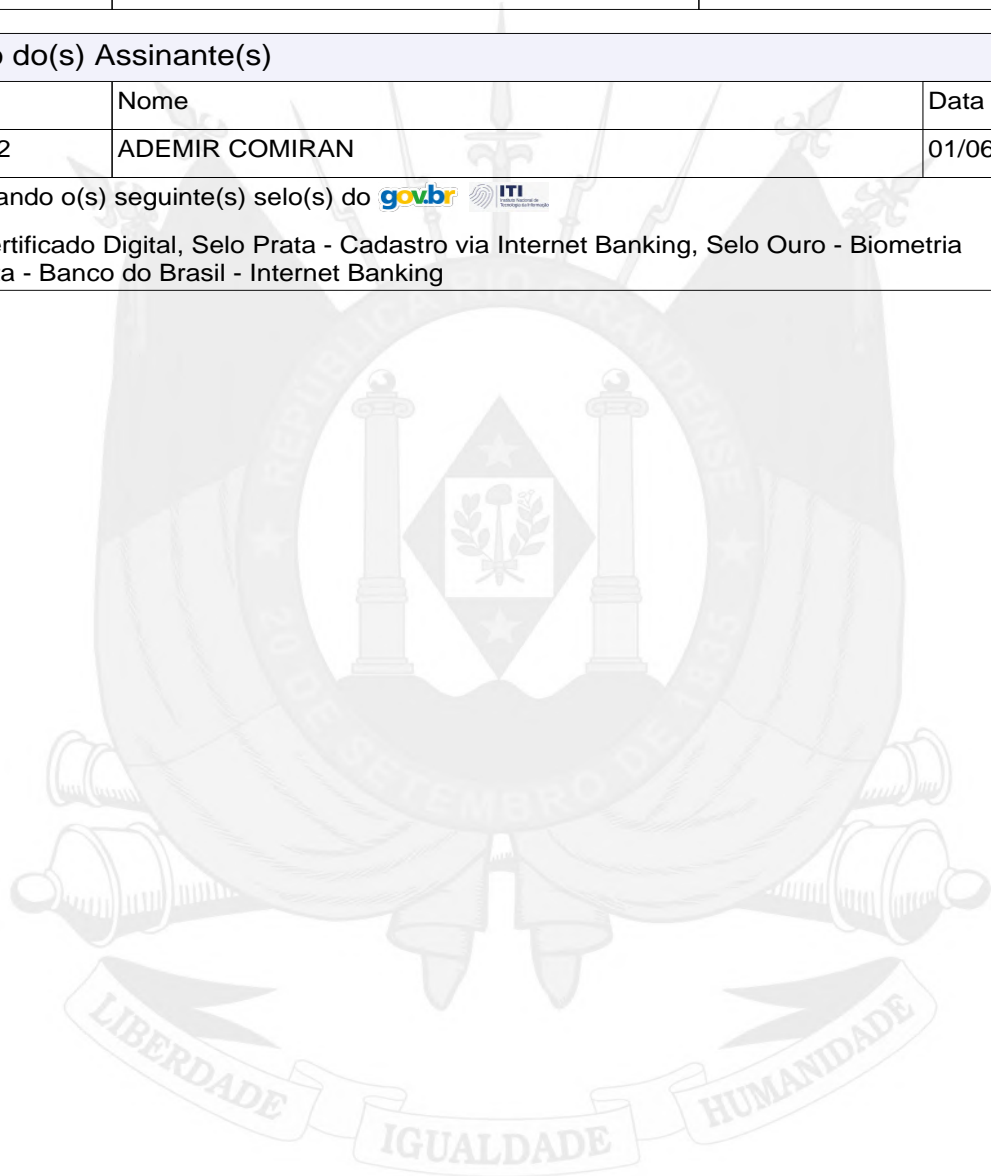 o do(s) Assinante(s)
Nome Data
2 ADEMIR COMIRAN 01/06
ando o(s) seguinte(s) selo(s) do gov.br ITI
ertificado Digital, Selo Prata - Cadastro via Internet Banking, Selo Ouro - Biometria
a - Banco do Brasil - Internet Banking
REPÚBLICA RIO GRANDENSE
20 DE SETEMBRO DE 1835
LIBERDADE IGUALDADE HUMANIDADE